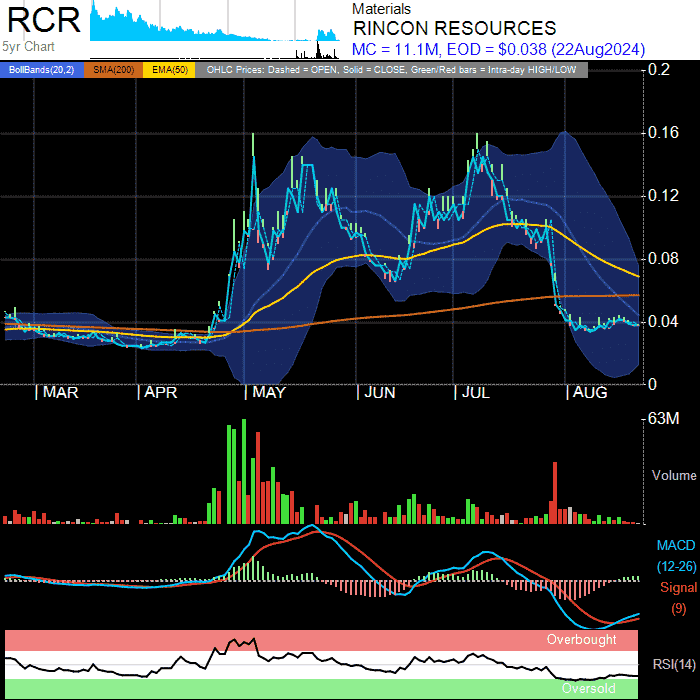 RCR
5yr Chart
Materials
RINCON RESOURCES
MC = 11.1M, EOD = $0.038 (22Aug2024)
BollBands(20,2) SMA(200) EMA(50) OHLC Prices: Dashed = OPEN, Solid = CLOSE, Green/Red bars = Intra-day HIGH/LOW
0.2
0.16
0.12
0.08
0.04
0
MAR APR MAY JUN JUL AUG
63M
Volume
MACD
(12-26)
Signal
(9)
Overbought
RSI(14)
Oversold